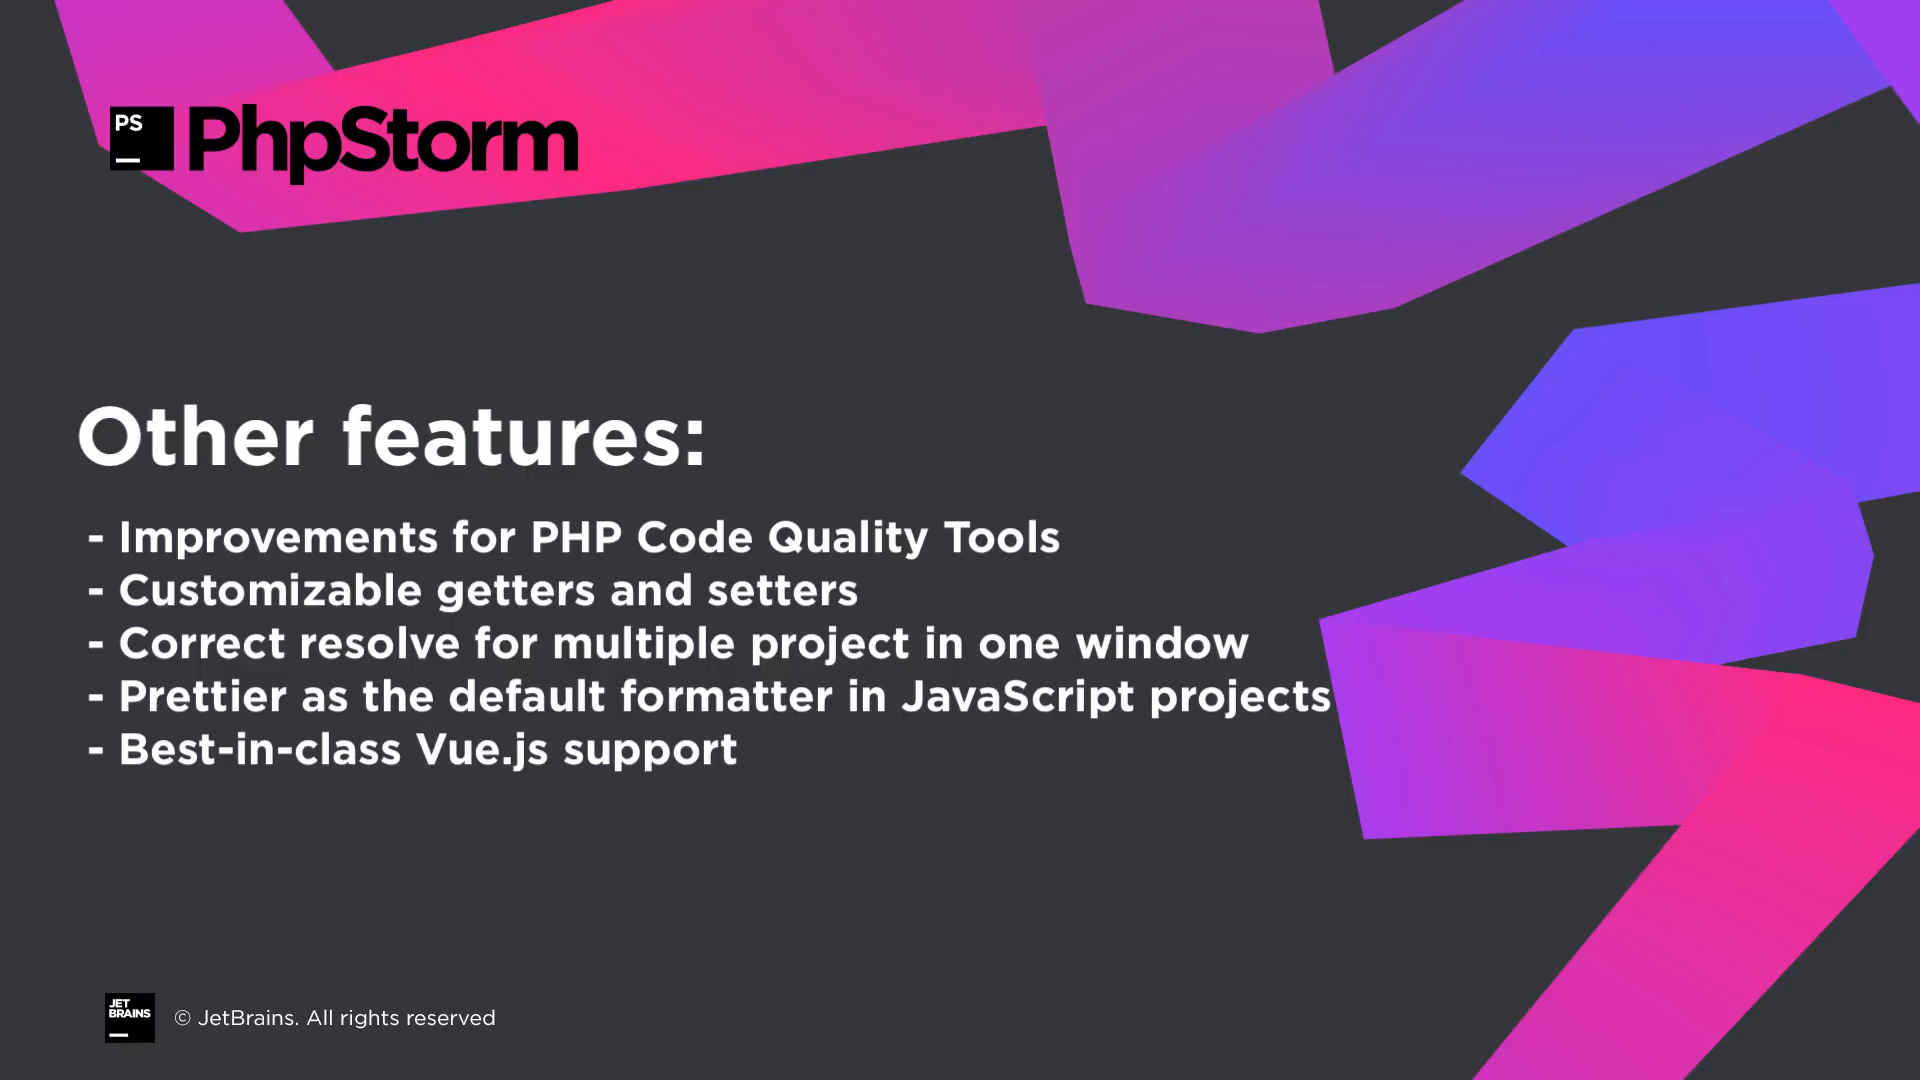 PS
PhpStorm
Other features:
- Improvements for PHP Code Quality Tools
- Customizable getters and setters
- Correct resolve for multiple project in one window
- Prettier as the default formatter in JavaScript projects
- Best-in-class Vue.js support
JET
BRAINS
© JetBrains. All rights reserved